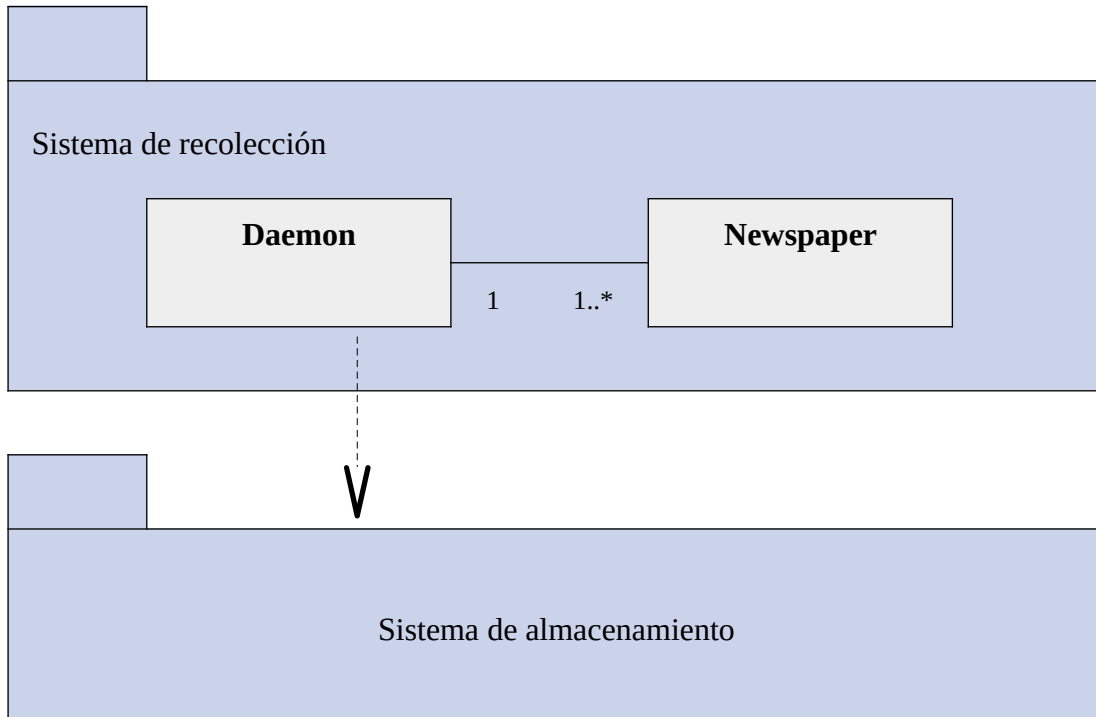 Sistema de recolección
Daemon
Newspaper
1
1..*
Sistema de almacenamiento